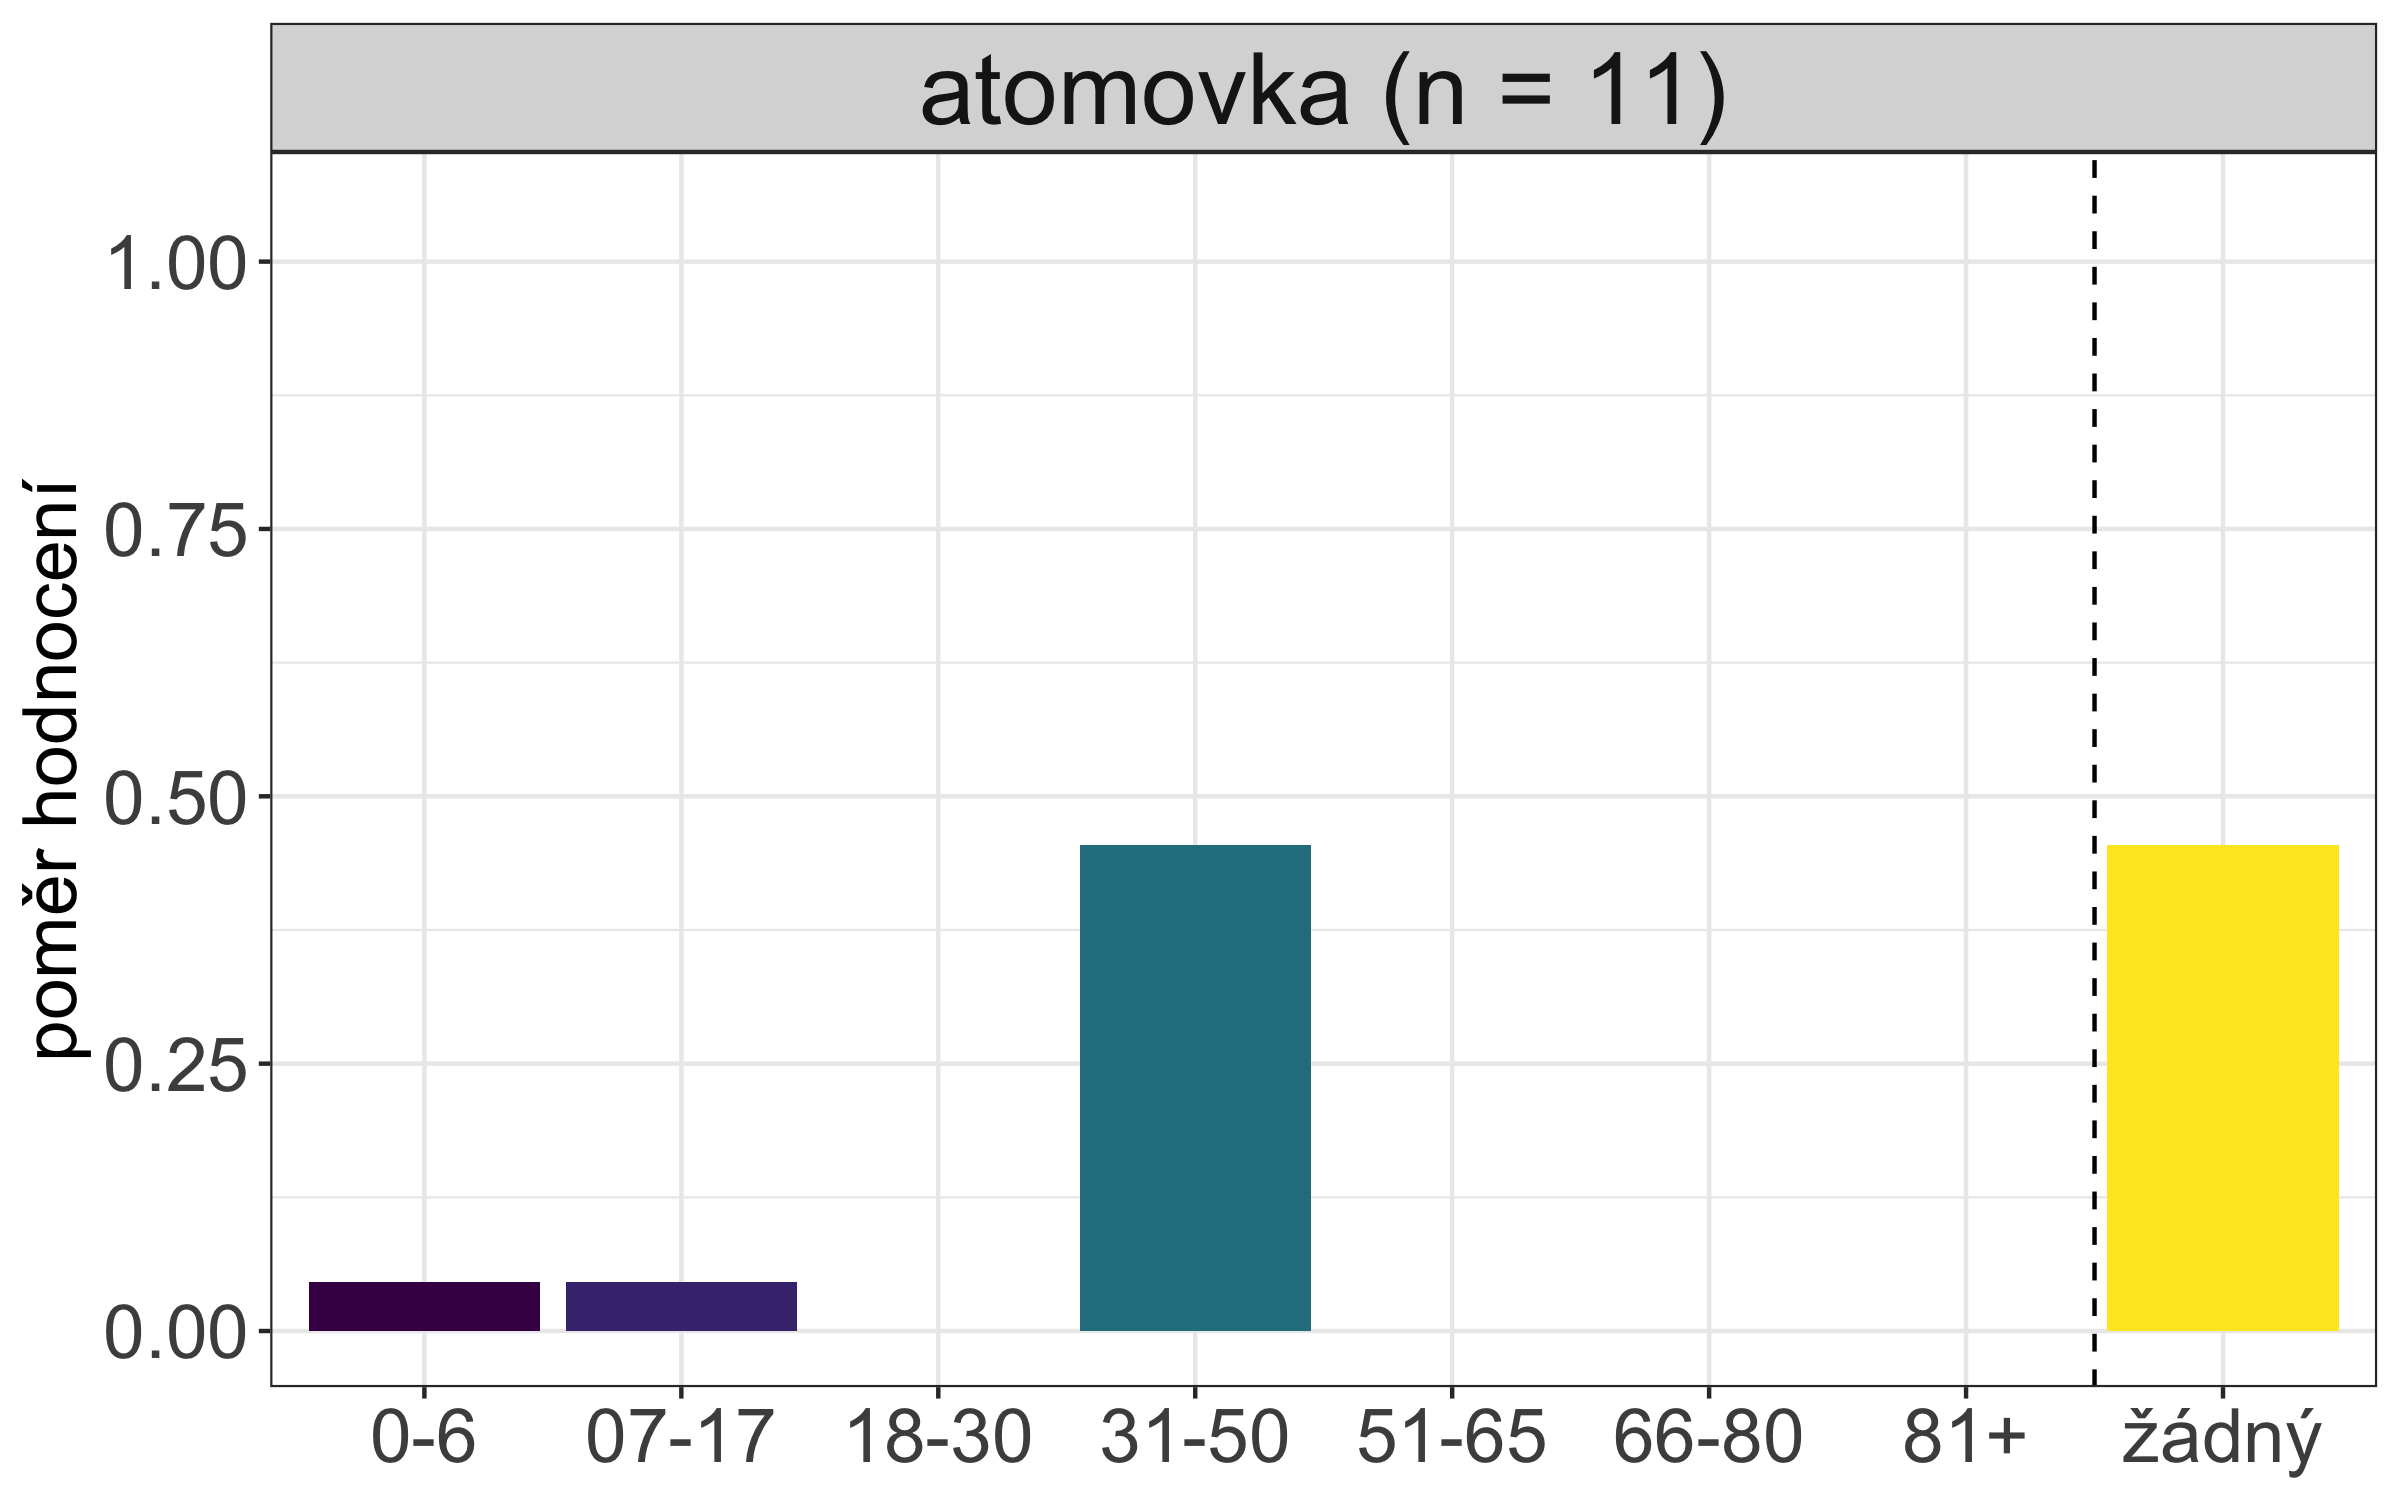 atomovka (n = 11)
poměr hodnocení
1.00
0.75
0.50
0.25
0.00
0-6 07-17 18-30 31-50 51-65 66-80 81+ žádný